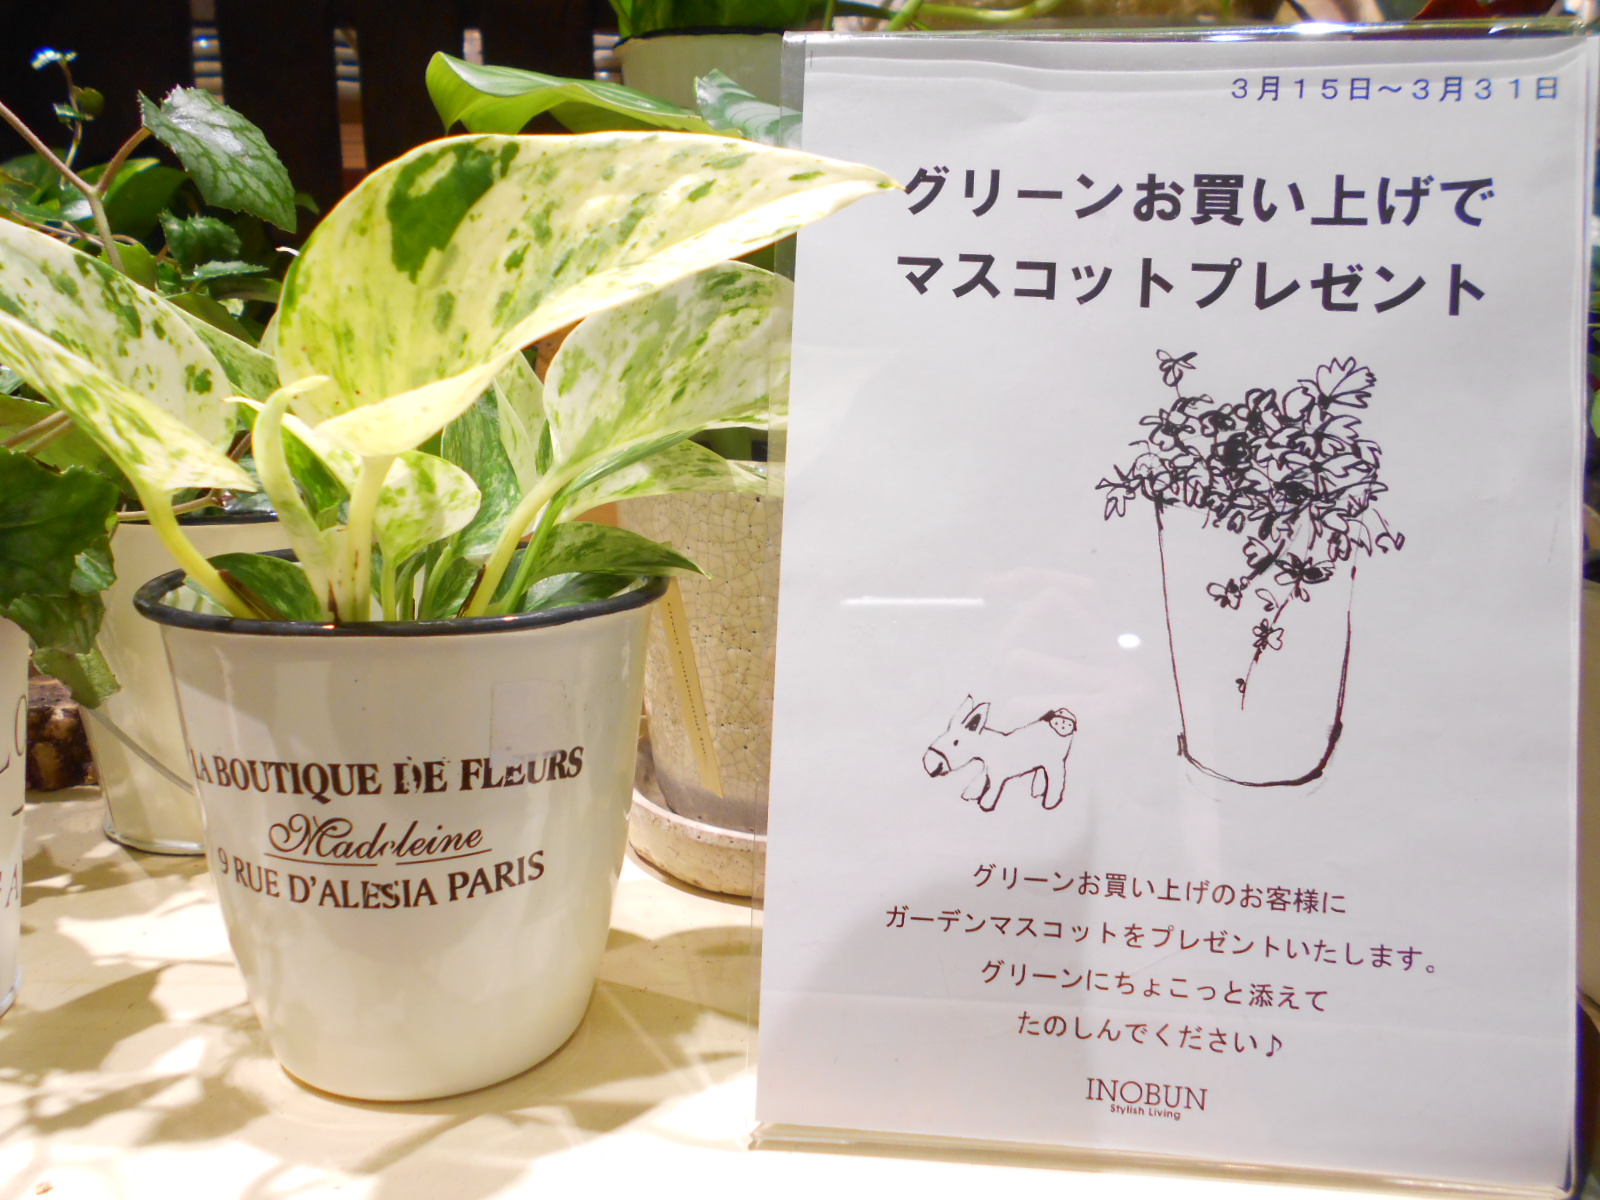 ３月１５日～３月３１日
グリーンお買い上げで
マスコットプレゼント
グリーンお買い上げのお客様に
ガーデンマスコットをプレゼントいたします。
グリーンにちょこっと添えて
たのしんでください♪
INOBUN
Stylish Living
LA BOUTIQUE DE FLEURS
Madeleine
9 RUE D'ALESIA PARIS